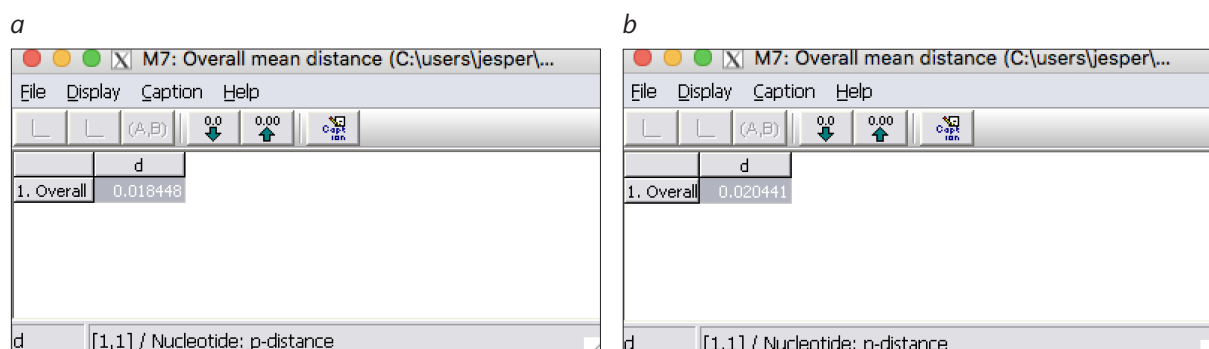 a
M7: Overall mean distance (C:\users\jesper\...
File Display Caption Help
(A,B) 0.0 0.00 Capt ion
d
1. Overall 0.018448
d [1,1] / Nucleotide: p-distance
b
M7: Overall mean distance (C:\users\jesper\...
File Display Caption Help
(A,B) 0.0 0.00 Capt ion
d
1. Overall 0.020441
d [1,1] / Nucleotide: p-distance